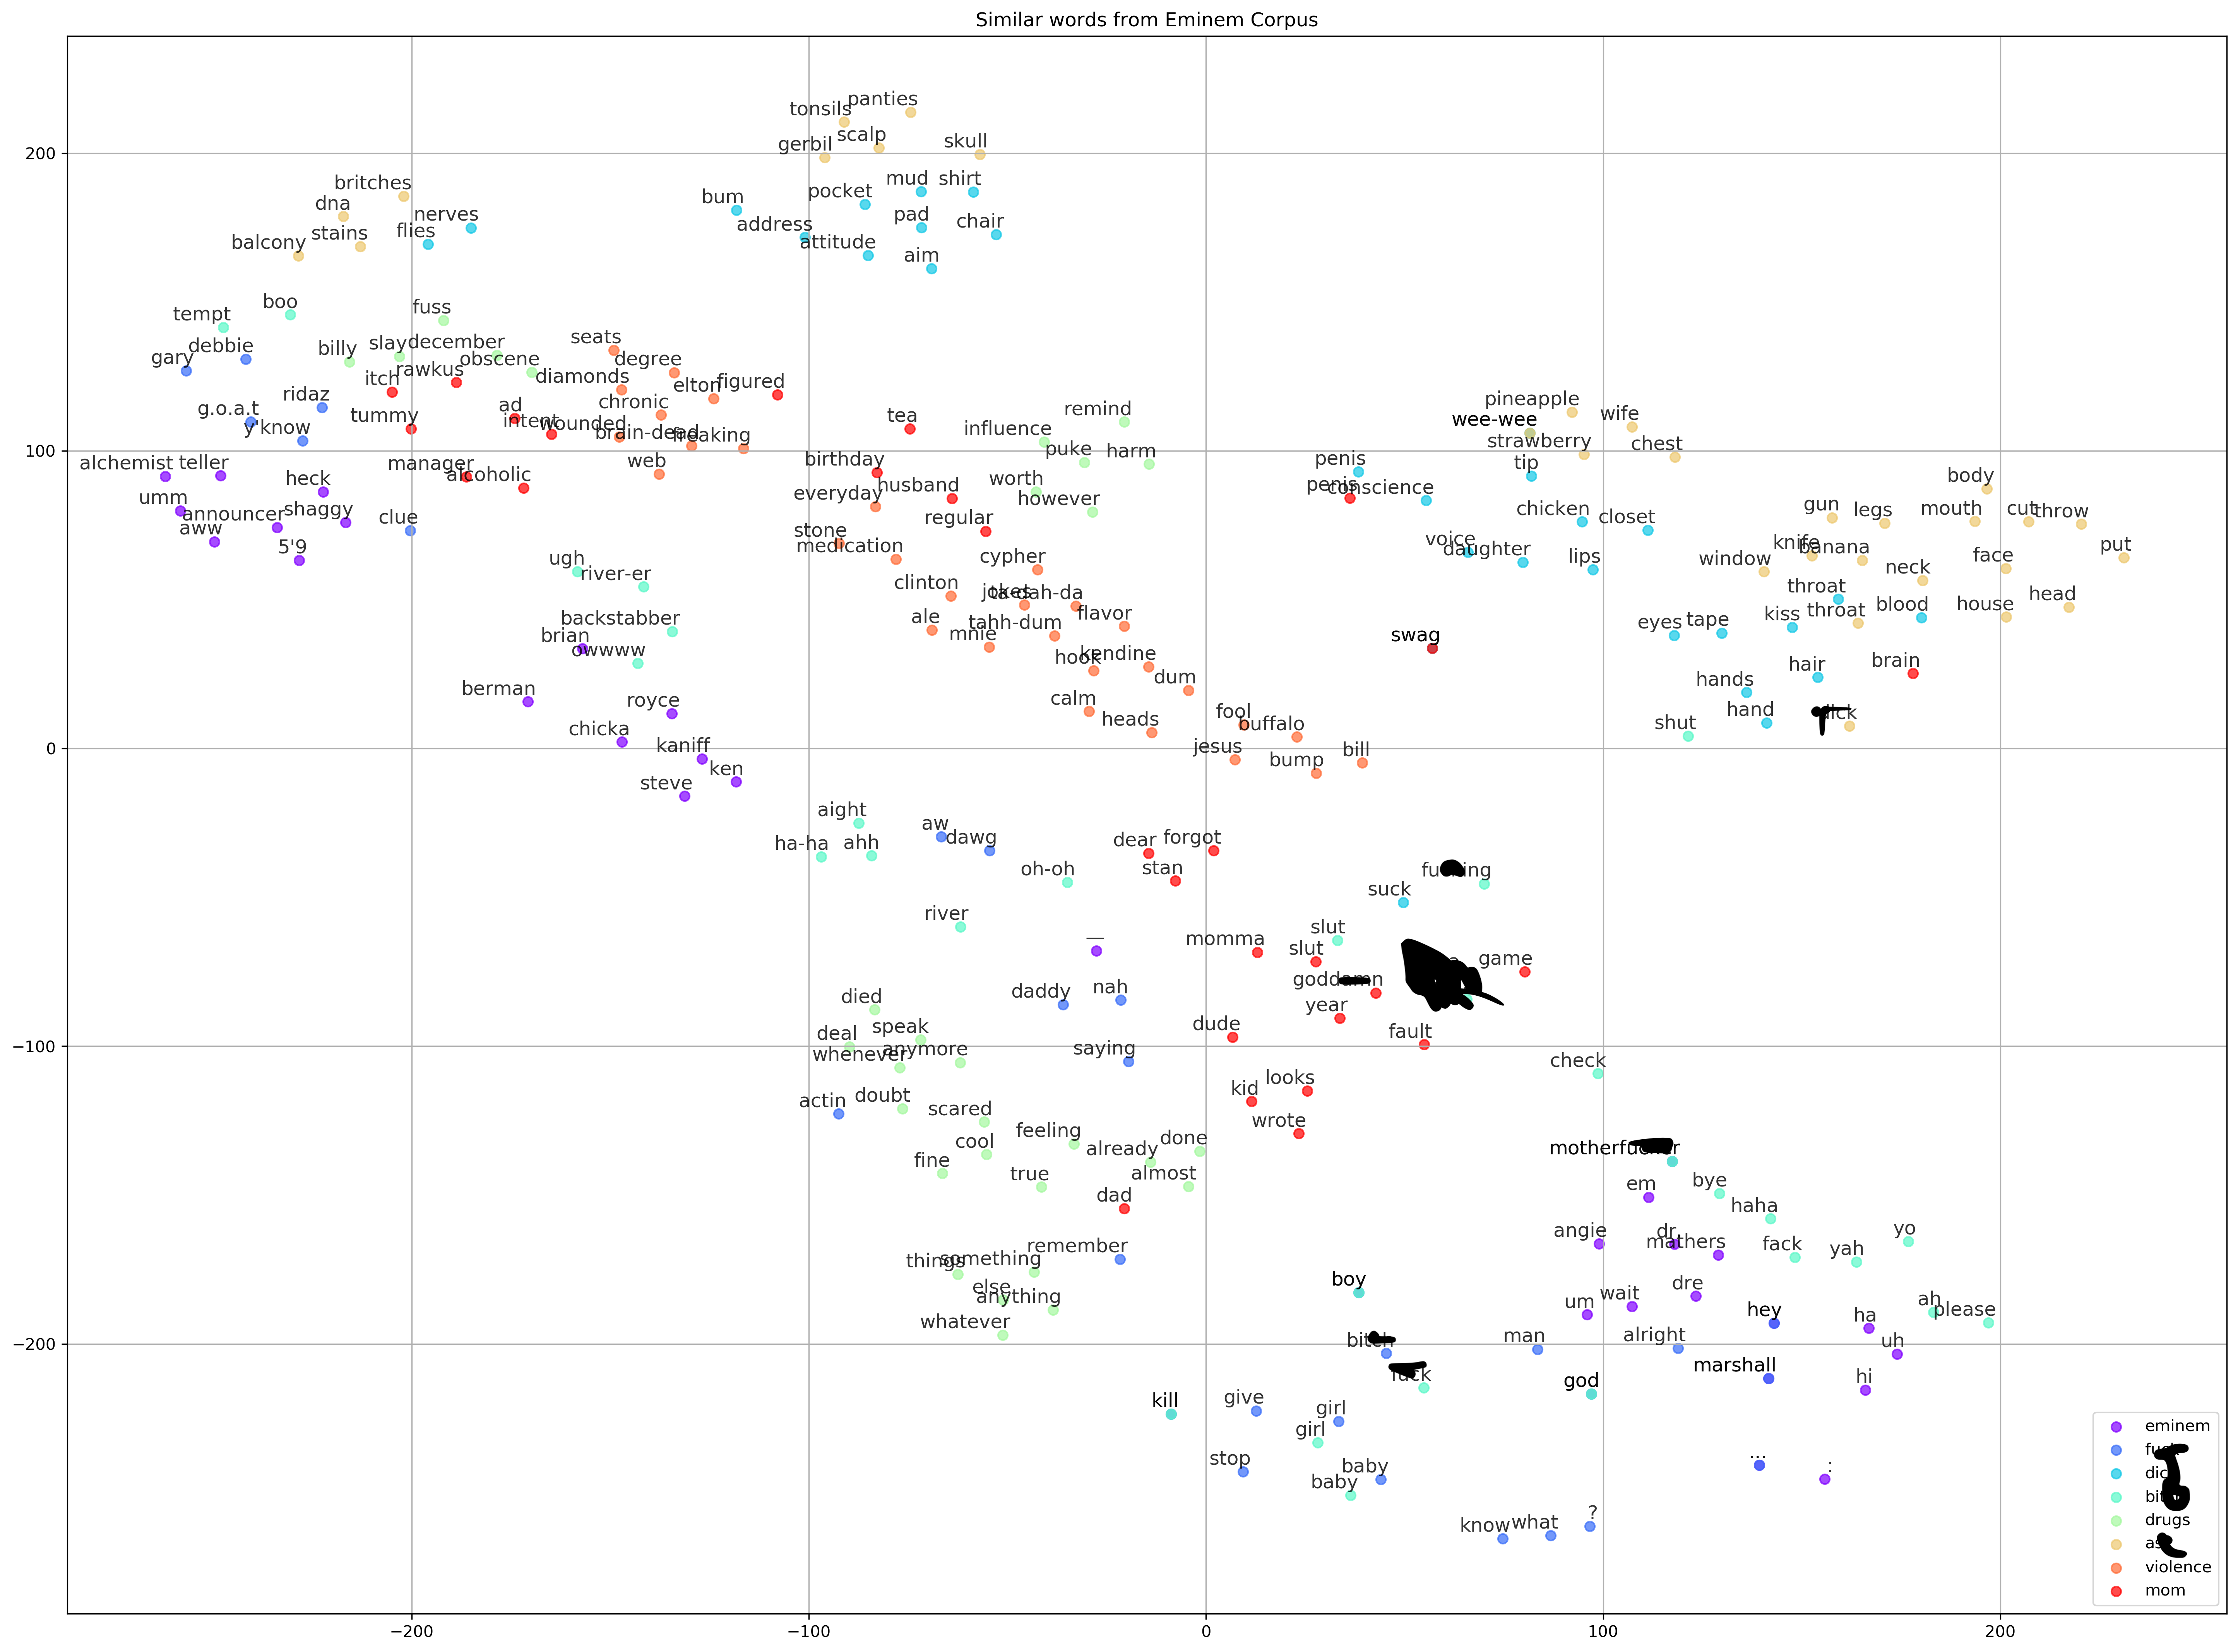 Similar words from Eminem Corpus
panties
tonsils
scalp
gerbil
skull
mud
shirt
britches
pocket
bum
dna
nerves
pad
address
chair
stains
flies
balcony
attitude
aim
boo
fuss
tempt
seats
slay
december
debbie
billy
gary
obscene
degree
rawkus
diamonds
elton
figured
itch
pineapple
ridaz
chronic
ad
remind
wife
g.o.a.t
tummy
intent
wounded
tea
wee-wee
y'know
brain-dead
freaking
influence
strawberry
chest
puke
harm
alchemist
teller
manager
web
birthday
penis
tip
heck
alcoholic
worth
body
umm
everyday
husband
however
penis
conscience
announcer
shaggy
chicken
closet
gun
legs
mouth
cut
throw
aww
clue
stone
regular
voice
5'9
medication
daughter
knife
banana
put
ugh
cypher
lips
window
face
river-er
neck
clinton
jokes
ta-dah-da
throat
head
backstabber
ale
tahh-dum
flavor
kiss
throat
blood
house
brian
mnie
eyes
tape
owwww
swag
hook
kendine
hair
brain
berman
dum
hands
royce
calm
hand
chicka
heads
fool
buffalo
shut
kaniff
jesus
bump
bill
ken
steve
aight
aw
dawg
ha-ha
ahh
dear
forgot
oh-oh
stan
suck
river
slut
—
momma
slut
game
goddamn
daddy
nah
died
year
dude
fault
deal
speak
whenever
anymore
saying
check
doubt
actin
kid
looks
scared
wrote
feeling
cool
already
done
fine
true
almost
dad
em
bye
haha
angie
dr.
mathers
fack
yah
yo
remember
things
something
else
anything
boy
dre
um
wait
hey
ha
ah
please
whatever
man
alright
uh
marshall
hi
god
kill
give
girl
girl
stop
baby
baby
...
:
know
what
?
200
100
0
−100
−200
−200
−100
0
100
200
eminem
drugs
violence
mom